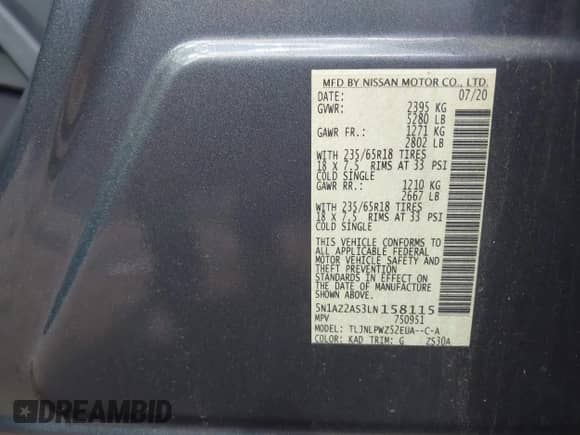 MFD BY NISSAN MOTOR CO., LTD.
DATE: 07/20
GVWR: 2395 KG
5280 LB
GAWR FR.: 1271 KG
2802 LB
WITH 235/65R18 TIRES
18 X 7.5 RIMS AT 33 PSI
COLD SINGLE
GAWR RR.: 1210 KG
2667 LB
WITH 235/65R18 TIRES
18 X 7.5 RIMS AT 33 PSI
COLD SINGLE
THIS VEHICLE CONFORMS TO
ALL APPLICABLE FEDERAL
MOTOR VEHICLE SAFETY AND
THEFT PREVENTION
STANDARDS IN EFFECT ON
THE DATE OF MANUFACTURE
SHOWN ABOVE.
5N1AZ2AS3LN158115
MPV 750951
MODEL: TLJNLPWZ52EUA--C-A
COLOR: KAD TRIM: G ZS30A
DREAMBID